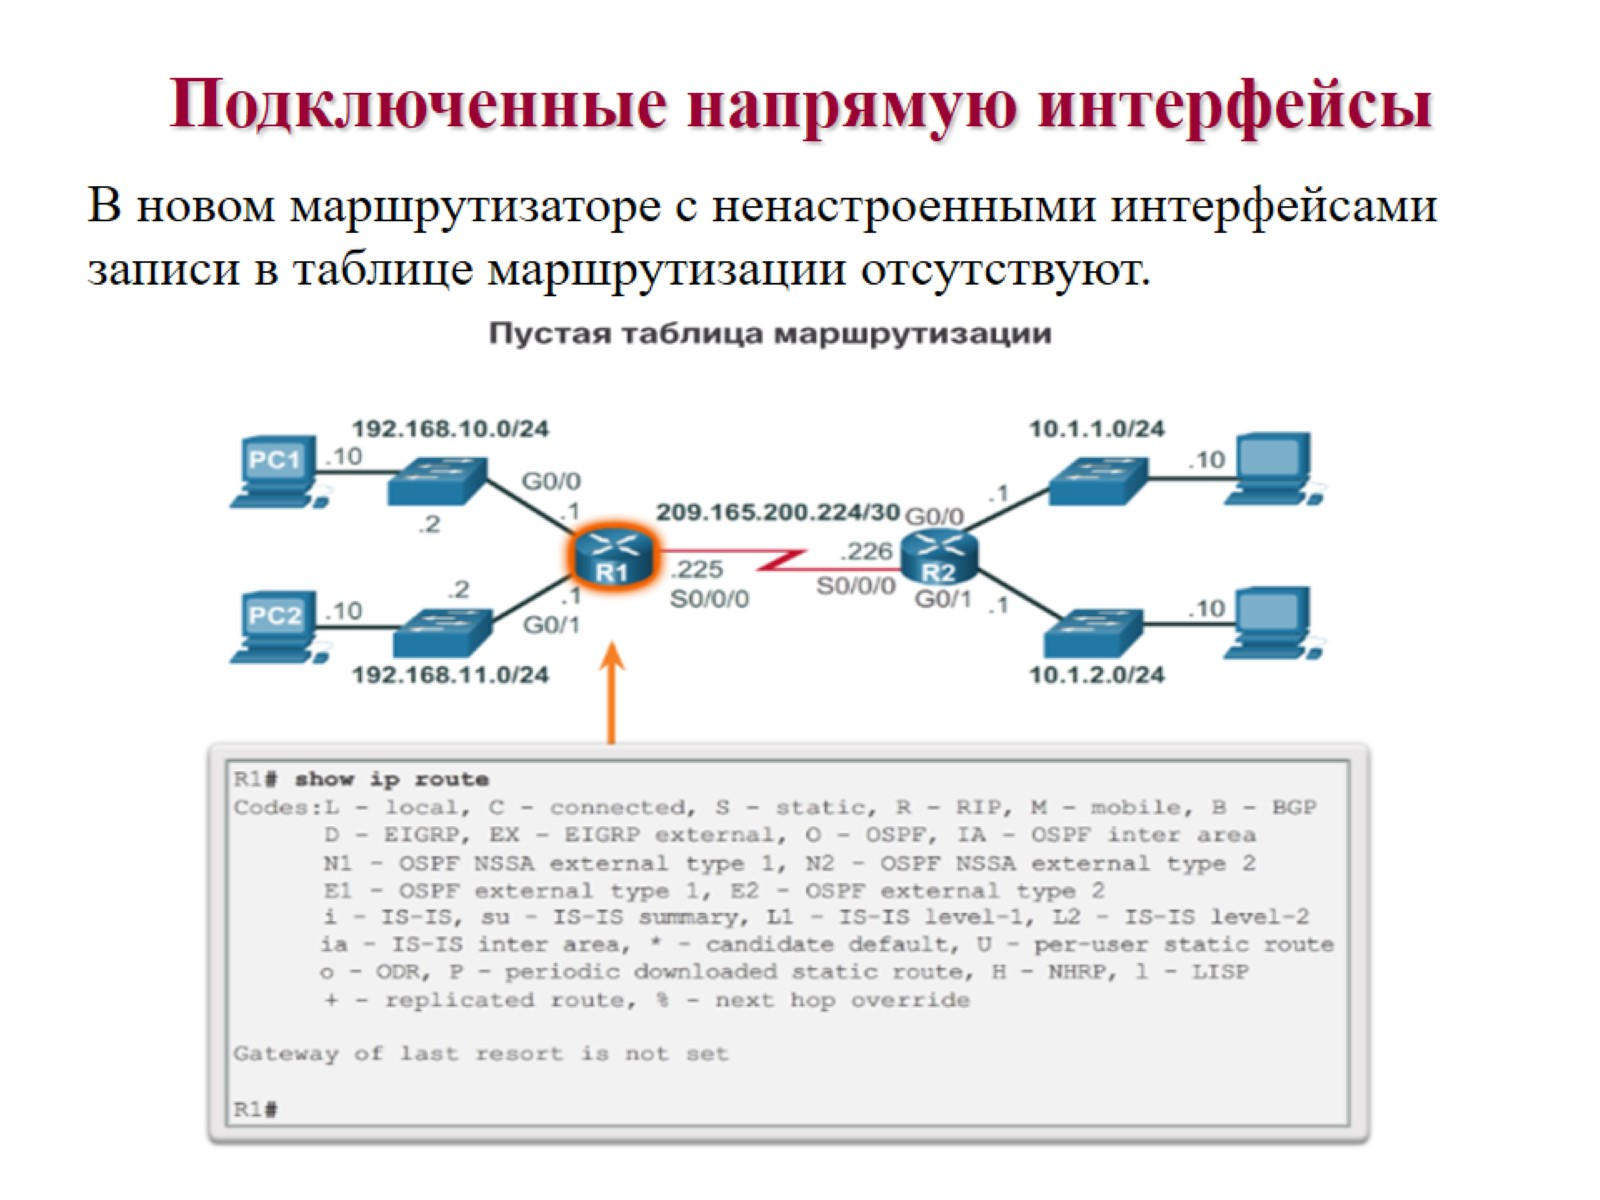 Подключенные напрямую интерфейсы
В новом маршрутизаторе с ненастроенными интерфейсами
записи в таблице маршрутизации отсутствуют.
Пустая таблица маршрутизации
192.168.10.0/24
10.1.1.0/24
PC1
.10
.10
G0/0
.1
.1
.2
209.165.200.224/30
G0/0
.226
R1
.225
R2
S0/0/0
S0/0/0
G0/1
.2
.1
.1
PC2
.10
.10
G0/1
192.168.11.0/24
10.1.2.0/24
R1# show ip route
Codes:L - local, C - connected, S - static, R - RIP, M - mobile, B - BGP
D - EIGRP, EX - EIGRP external, O - OSPF, IA - OSPF inter area
N1 - OSPF NSSA external type 1, N2 - OSPF NSSA external type 2
E1 - OSPF external type 1, E2 - OSPF external type 2
i - IS-IS, su - IS-IS summary, L1 - IS-IS level-1, L2 - IS-IS level-2
ia - IS-IS inter area, * - candidate default, U - per-user static route
o - ODR, P - periodic downloaded static route, H - NHRP, l - LISP
+ - replicated route, % - next hop override
Gateway of last resort is not set
R1#